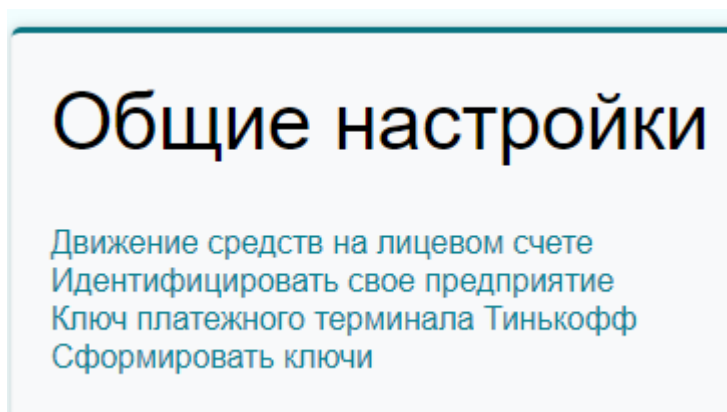 Общие настройки
Движение средств на лицевом счете
Идентифицировать свое предприятие
Ключ платежного терминала Тинькофф
Сформировать ключи